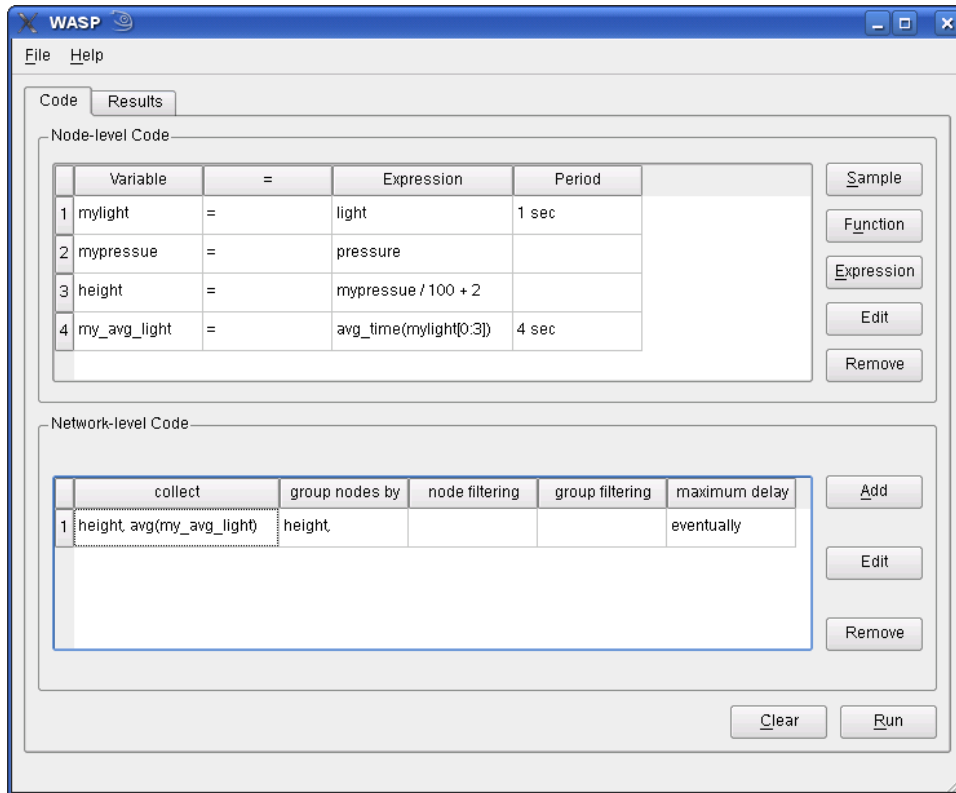 WASP
File Help
Code Results
Node-level Code
Variable = Expression Period
1 mylight = light 1 sec
2 mypressue = pressure
3 height = mypressue / 100 + 2
4 my_avg_light = avg_time(mylight[0:3]) 4 sec
Sample
Function
Expression
Edit
Remove
Network-level Code
collect group nodes by node filtering group filtering maximum delay
1 height, avg(my_avg_light) height, eventually
Add
Edit
Remove
Clear Run